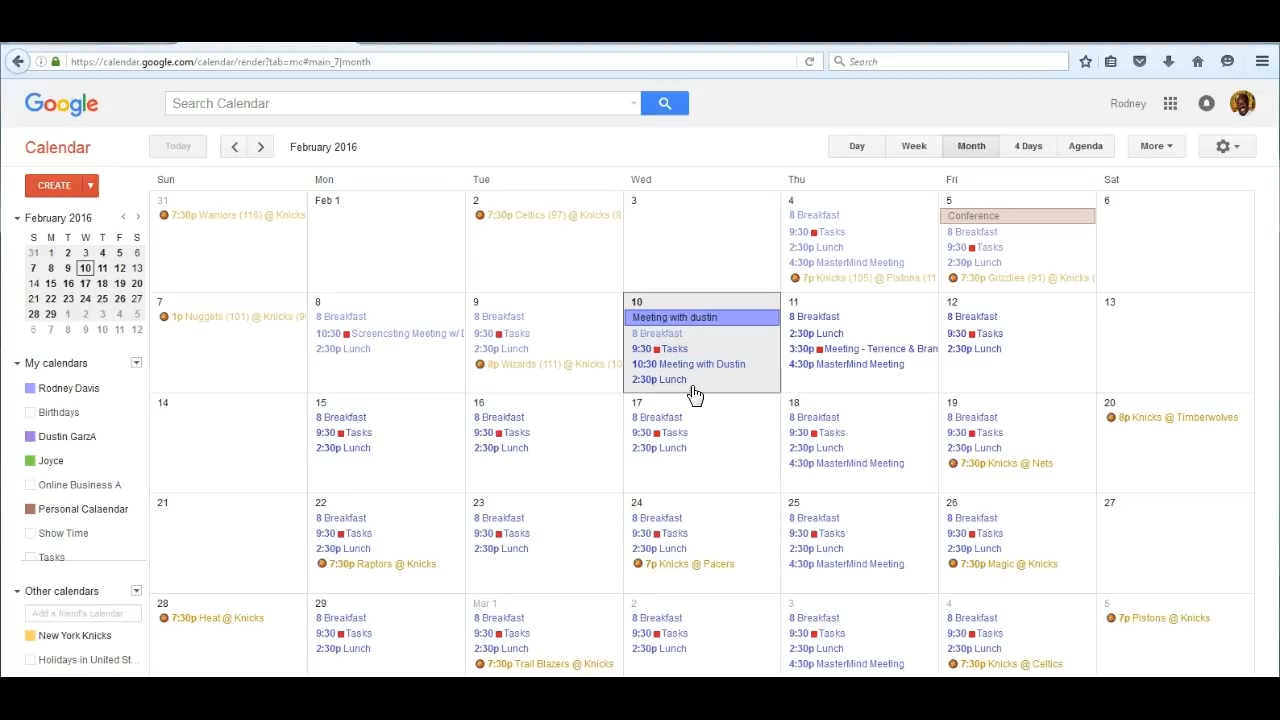 https://calendar.google.com/calendar/render?tab=mc#main_7|month
Search
Google
Search Calendar
Rodney
Calendar
Today
February 2016
Day Week Month 4 Days Agenda More
CREATE
February 2016
S M T W T F S
31 1 2 3 4 5 6
7 8 9 10 11 12 13
14 15 16 17 18 19 20
21 22 23 24 25 26 27
28 29 1 2 3 4 5
6 7 8 9 10 11 12
My calendars
Rodney Davis
Birthdays
Dustin GarzA
Joyce
Online Business A
Personal Calaendar
Show Time
Tasks
Other calendars
Add a friend's calendar
New York Knicks
Holidays in United St...
Sun Mon Tue Wed Thu Fri Sat
31
7:30p Warriors (116) @ Knicks
Feb 1
2
7:30p Celtics (97) @ Knicks (8
3
4
8 Breakfast
9:30 Tasks
2:30p Lunch
4:30p MasterMind Meeting
7p Knicks (105) @ Pistons (11
5
Conference
8 Breakfast
9:30 Tasks
2:30p Lunch
7:30p Grizzlies (91) @ Knicks (
6
7
1p Nuggets (101) @ Knicks (9
8
8 Breakfast
10:30 Screencsting Meeting w/ D
2:30p Lunch
9
8 Breakfast
9:30 Tasks
2:30p Lunch
8p Wizards (111) @ Knicks (10
10
Meeting with dustin
8 Breakfast
9:30 Tasks
10:30 Meeting with Dustin
2:30p Lunch
11
8 Breakfast
2:30p Lunch
3:30p Meeting - Terrence & Bran
4:30p MasterMind Meeting
12
8 Breakfast
9:30 Tasks
2:30p Lunch
13
14
15
8 Breakfast
9:30 Tasks
2:30p Lunch
16
8 Breakfast
9:30 Tasks
2:30p Lunch
17
8 Breakfast
9:30 Tasks
2:30p Lunch
18
8 Breakfast
9:30 Tasks
2:30p Lunch
4:30p MasterMind Meeting
19
8 Breakfast
9:30 Tasks
2:30p Lunch
7:30p Knicks @ Nets
20
8p Knicks @ Timberwolves
21
22
8 Breakfast
9:30 Tasks
2:30p Lunch
7:30p Raptors @ Knicks
23
8 Breakfast
9:30 Tasks
2:30p Lunch
24
8 Breakfast
9:30 Tasks
2:30p Lunch
7p Knicks @ Pacers
25
8 Breakfast
9:30 Tasks
2:30p Lunch
4:30p MasterMind Meeting
26
8 Breakfast
9:30 Tasks
2:30p Lunch
7:30p Magic @ Knicks
27
28
7:30p Heat @ Knicks
29
8 Breakfast
9:30 Tasks
2:30p Lunch
Mar 1
8 Breakfast
9:30 Tasks
2:30p Lunch
7:30p Trail Blazers @ Knicks
2
8 Breakfast
9:30 Tasks
2:30p Lunch
3
8 Breakfast
9:30 Tasks
2:30p Lunch
4:30p MasterMind Meeting
4
8 Breakfast
9:30 Tasks
2:30p Lunch
7:30p Knicks @ Celtics
5
7p Pistons @ Knicks